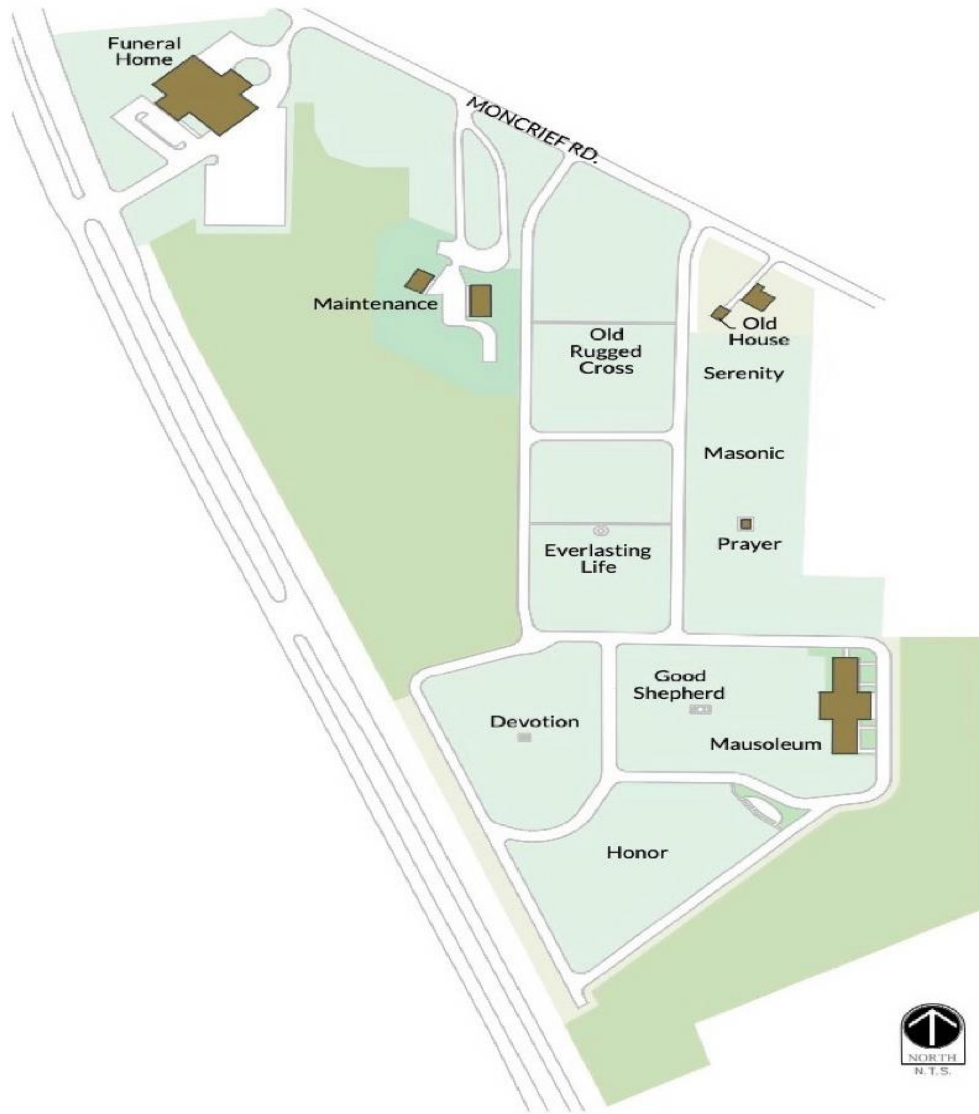 Funeral
Home
MONCRIEF RD.
Maintenance
Old
Rugged
Cross
Old
House
Serenity
Masonic
Prayer
Everlasting
Life
Good
Shepherd
Devotion
Mausoleum
Honor
NORTH
N.T.S.